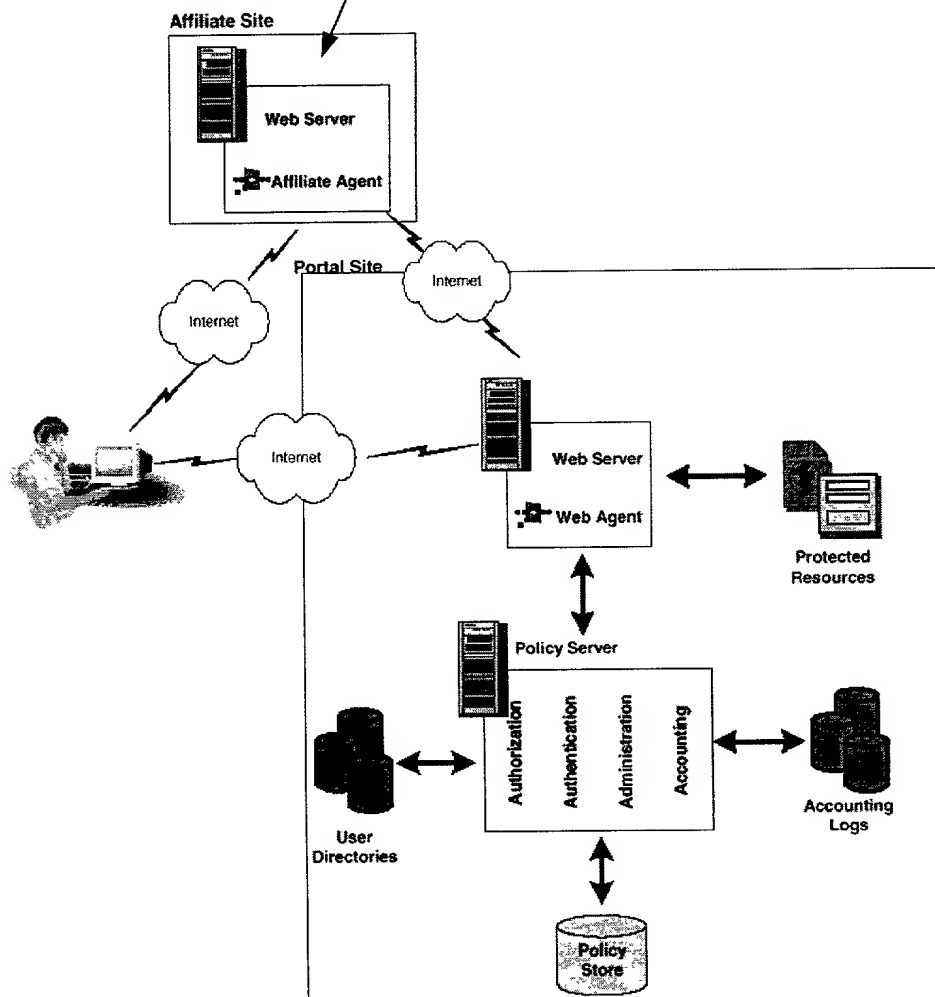 Affiliate Site
Web Server
Affiliate Agent
Portal Site
Internet
Internet
Internet
Web Server
Web Agent
Protected
Resources
Policy Server
Authorization
Authentication
Administration
Accounting
User
Directories
Accounting
Logs
Policy
Store